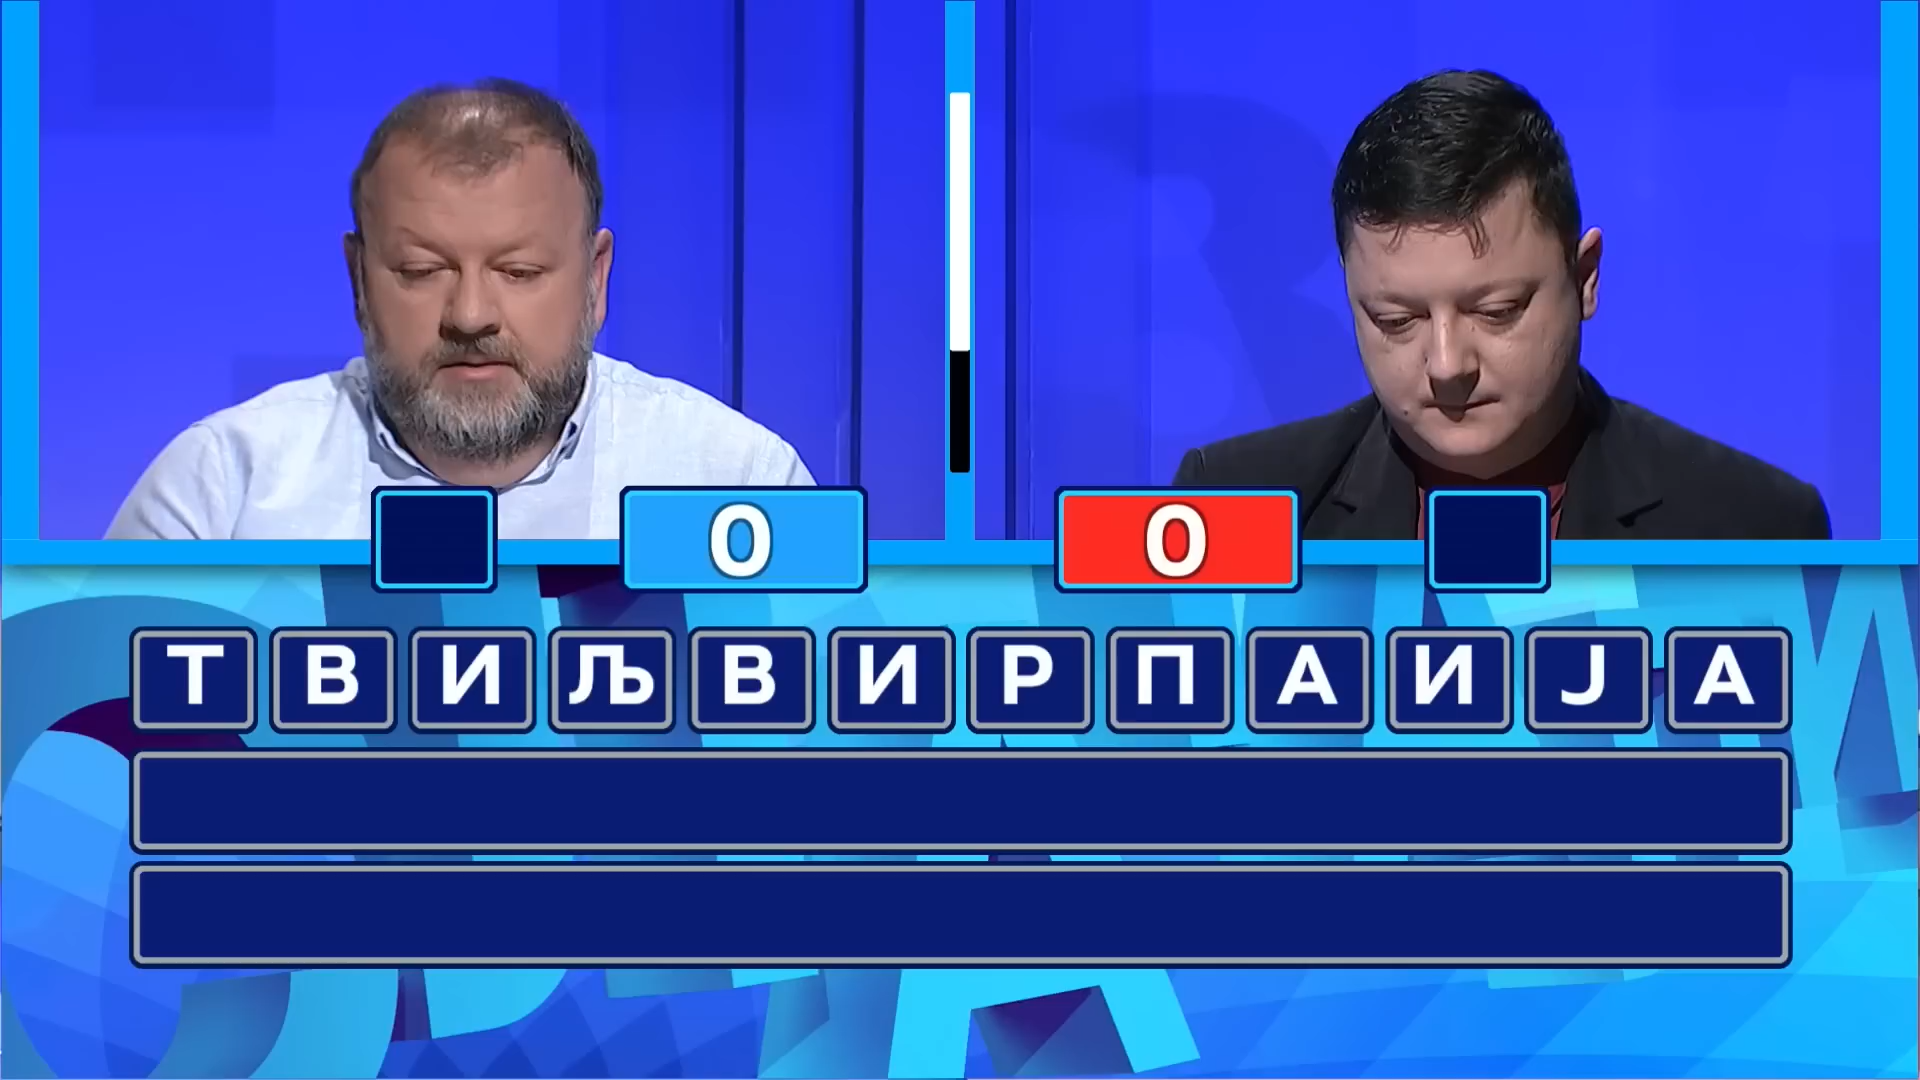 0 0
Т В И Љ В И Р П А И Ј А